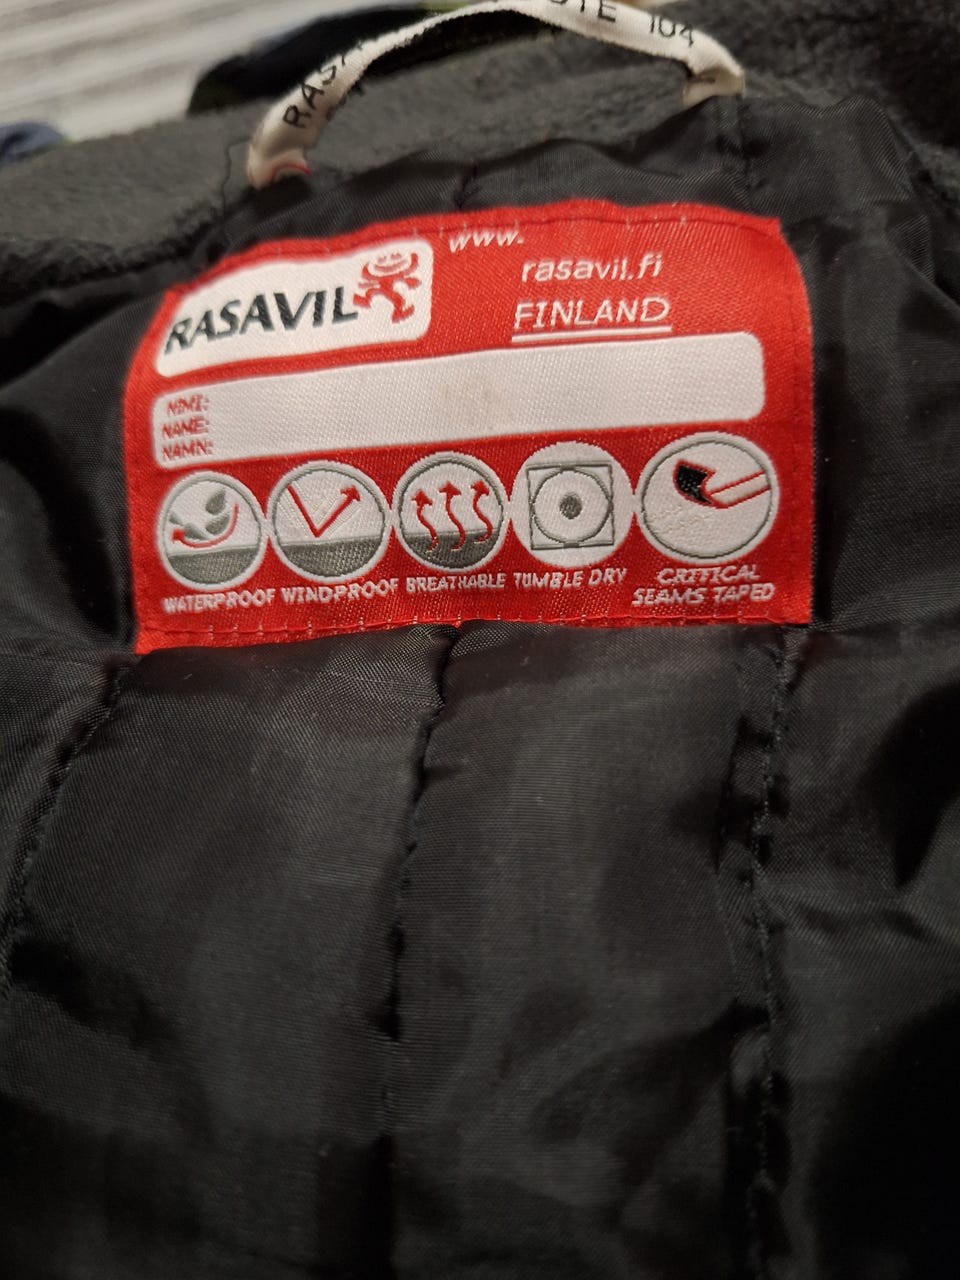 104
RASAVIL
www.
rasavil.fi
FINLAND
NIMI:
NAME:
NAMN:
WATERPROOF WINDPROOF BREATHABLE TUMBLE DRY CRITICAL SEAMS TAPED